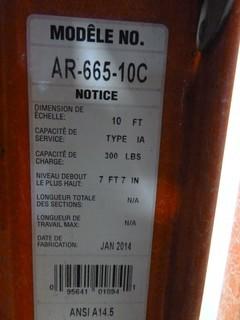 MODÊLE NO.
AR-665-10C
NOTICE
DIMENSION DE
ÉCHELLE: 10 FT
CAPACITÉ DE
SERVICE: TYPE IA
CAPACITÉ DE
CHARGE: 300 LBS
NIVEAU DEBOUT
LE PLUS HAUT: 7 FT 7 IN
LONGUEUR TOTALE
DES SECTIONS: N/A
LONGUEUR DE
TRAVAIL MAX: N/A
DATE DE
FABRICATION: JAN 2014
0 95641 01894 1
ANSI A14.5